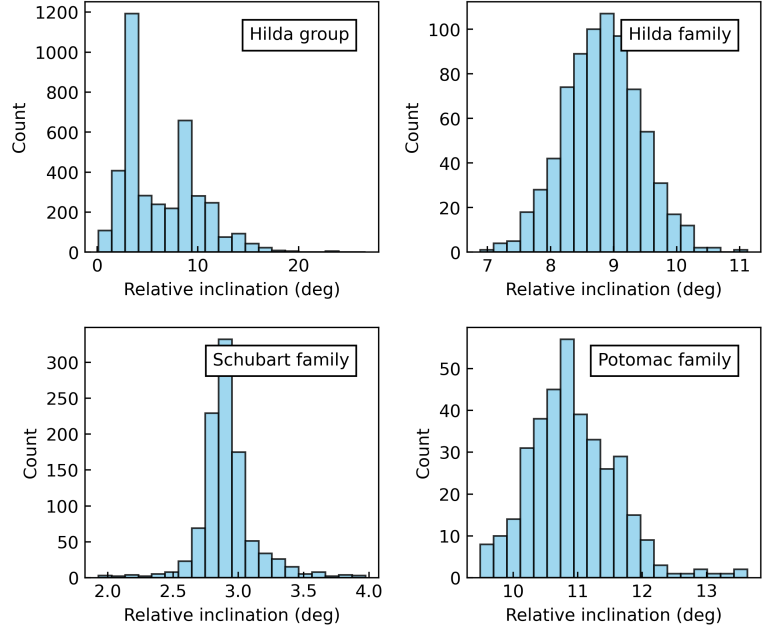 1200
1000
800
600
400
200
0
Count
Hilda group
0 10 20
Relative inclination (deg)
100
80
60
40
20
0
Count
Hilda family
7 8 9 10 11
Relative inclination (deg)
300
250
200
150
100
50
0
Count
Schubart family
2.0 2.5 3.0 3.5 4.0
Relative inclination (deg)
50
40
30
20
10
0
Count
Potomac family
10 11 12 13
Relative inclination (deg)